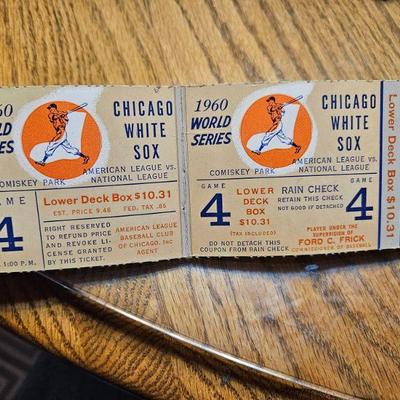 60
WORLD
SERIES
CHICAGO
WHITE
SOX
AMERICAN LEAGUE VS.
NATIONAL LEAGUE
COMISKEY PARK
GAME
4
1:00 P.M.
Lower Deck Box $10.31
EST. PRICE 9.46 FED. TAX .85
RIGHT RESERVED
TO REFUND PRICE
AND REVOKE LI-
CENSE GRANTED
BY THIS TICKET.
AMERICAN LEAGUE
BASEBALL CLUB
OF CHICAGO, INC
AGENT
1960
WORLD
SERIES
CHICAGO
WHITE
SOX
AMERICAN LEAGUE VS.
NATIONAL LEAGUE
COMISKEY PARK
GAME
4
LOWER
DECK
BOX
$10.31
(TAX INCLUDED)
RAIN CHECK
RETAIN THIS CHECK
NOT GOOD IF DETACHED
GAME
4
DO NOT DETACH THIS
COUPON FROM RAIN CHECK
PLAYED UNDER THE
SUPERVISION OF
FORD C. FRICK
COMMISSIONER OF BASEBALL
Lower Deck Box
$10.31